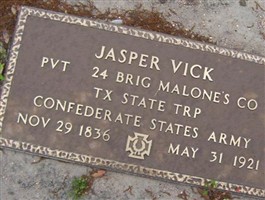 JASPER VICK
PVT 24 BRIG MALONE'S CO
TX STATE TRP
CONFEDERATE STATES ARMY
NOV 29 1836 MAY 31 1921